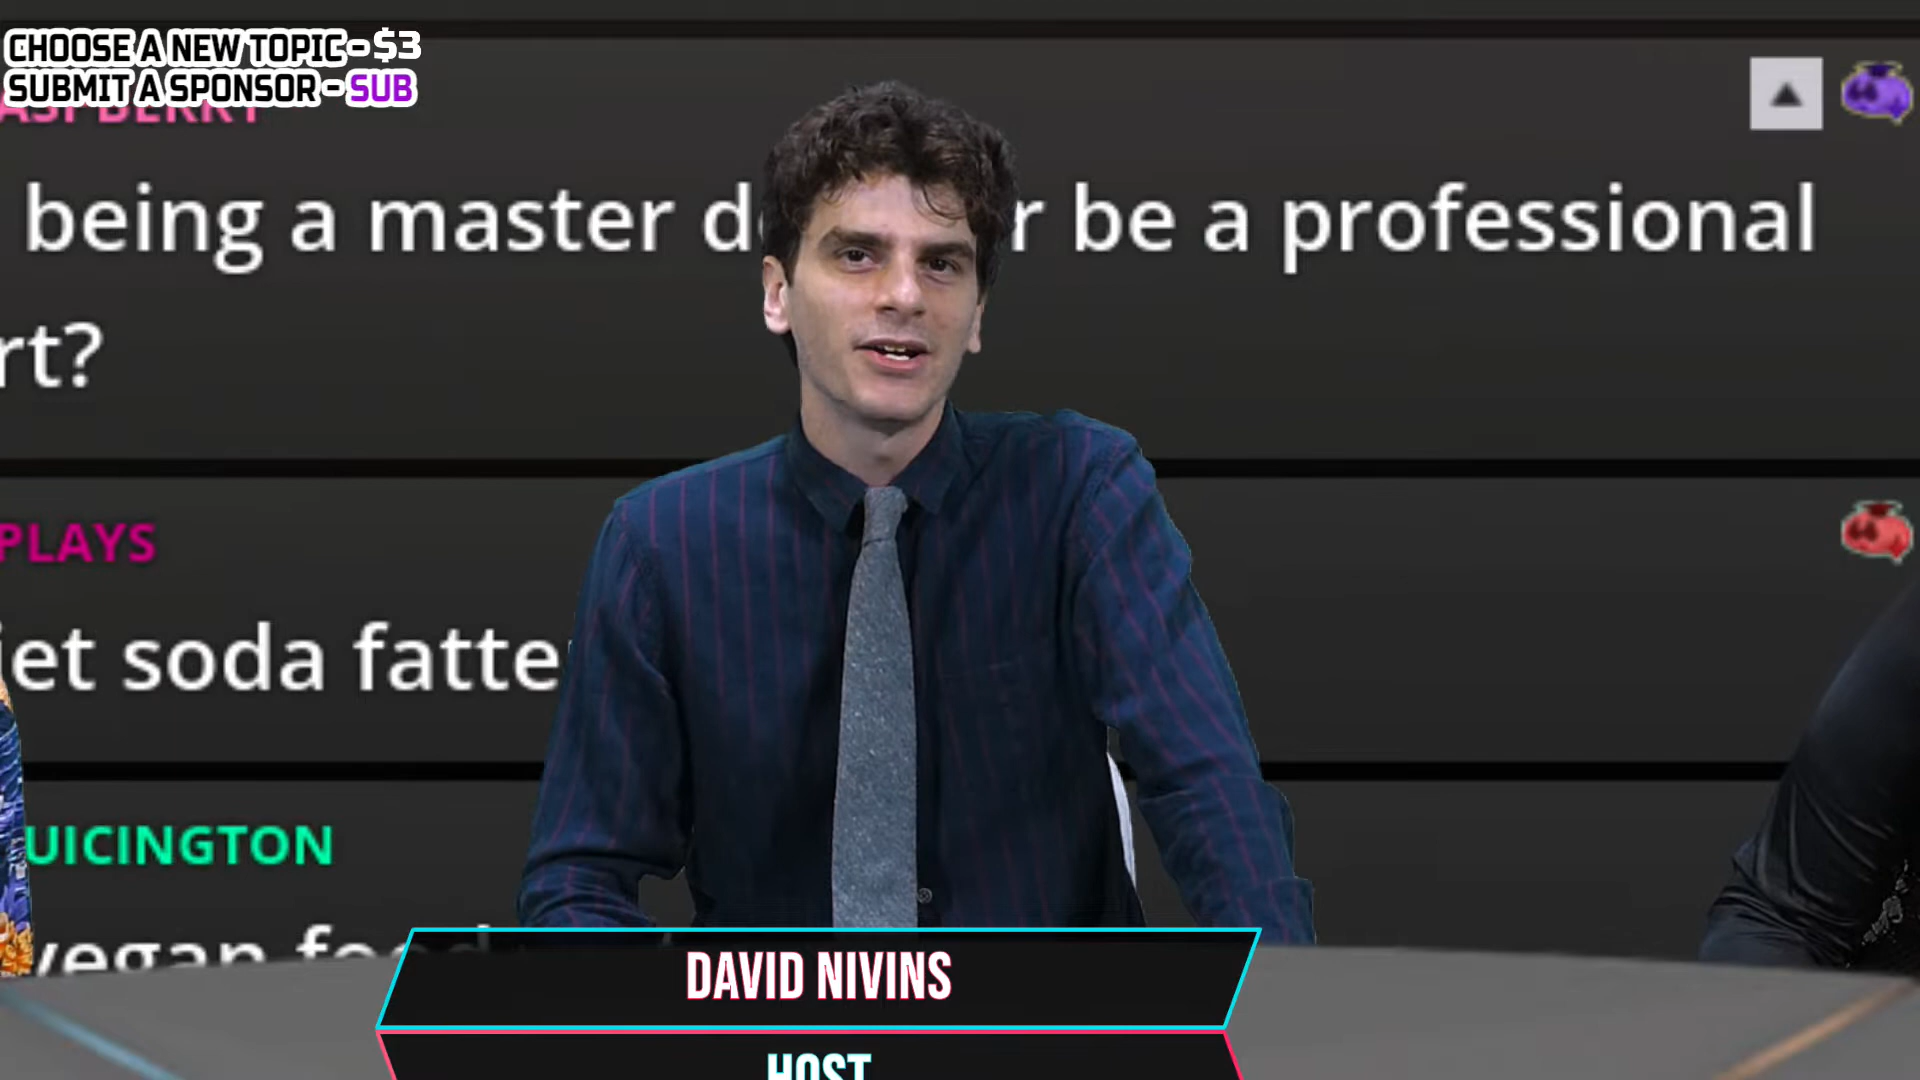 CHOOSE A NEW TOPIC - $3
SUBMIT A SPONSOR - SUB
being a master be a professional
rt?
PLAYS
iet soda fatte
UICINGTON
vegan
DAVID NIVINS
HOST